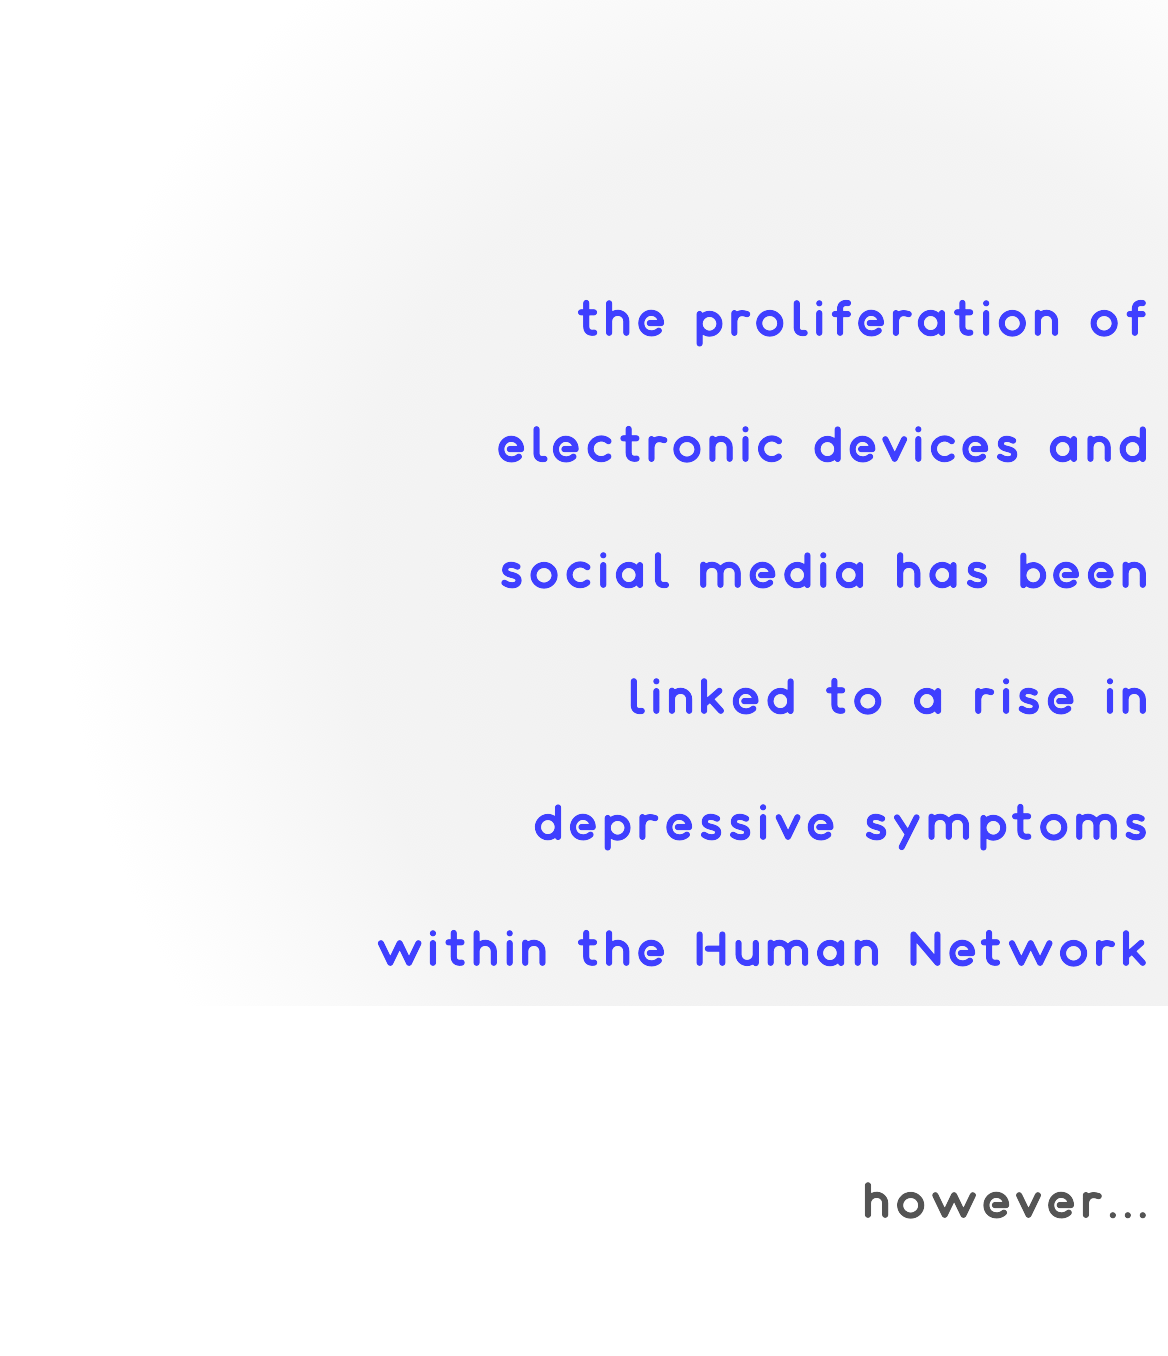 the proliferation of
electronic devices and
social media has been
linked to a rise in
depressive symptoms
within the Human Network
however...